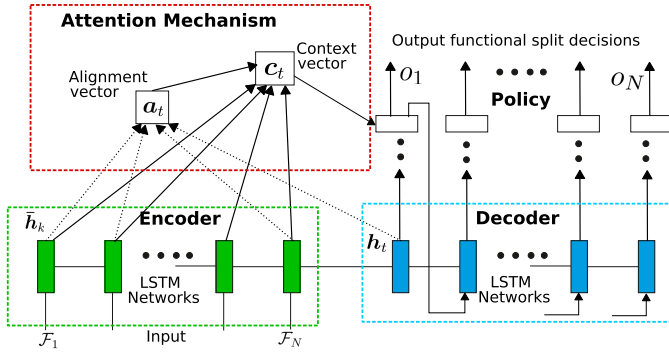 Attention Mechanism
Context
vector
Alignment
vector
c_t
a_t
Output functional split decisions
o_1
Policy
o_N
h̄_k
Encoder
Decoder
h_t
LSTM
Networks
LSTM
Networks
ℱ_1
Input
ℱ_N